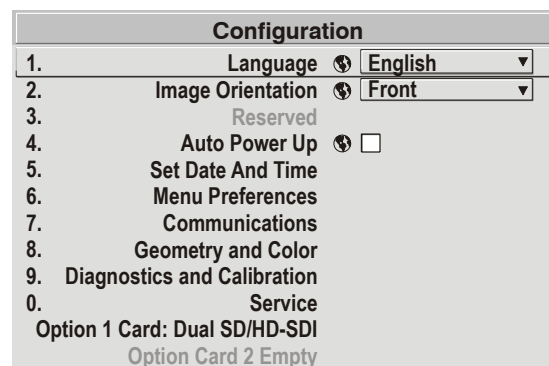 Configuration
1. Language English
2. Image Orientation Front
3. Reserved
4. Auto Power Up
5. Set Date And Time
6. Menu Preferences
7. Communications
8. Geometry and Color
9. Diagnostics and Calibration
0. Service
Option 1 Card: Dual SD/HD-SDI
Option Card 2 Empty